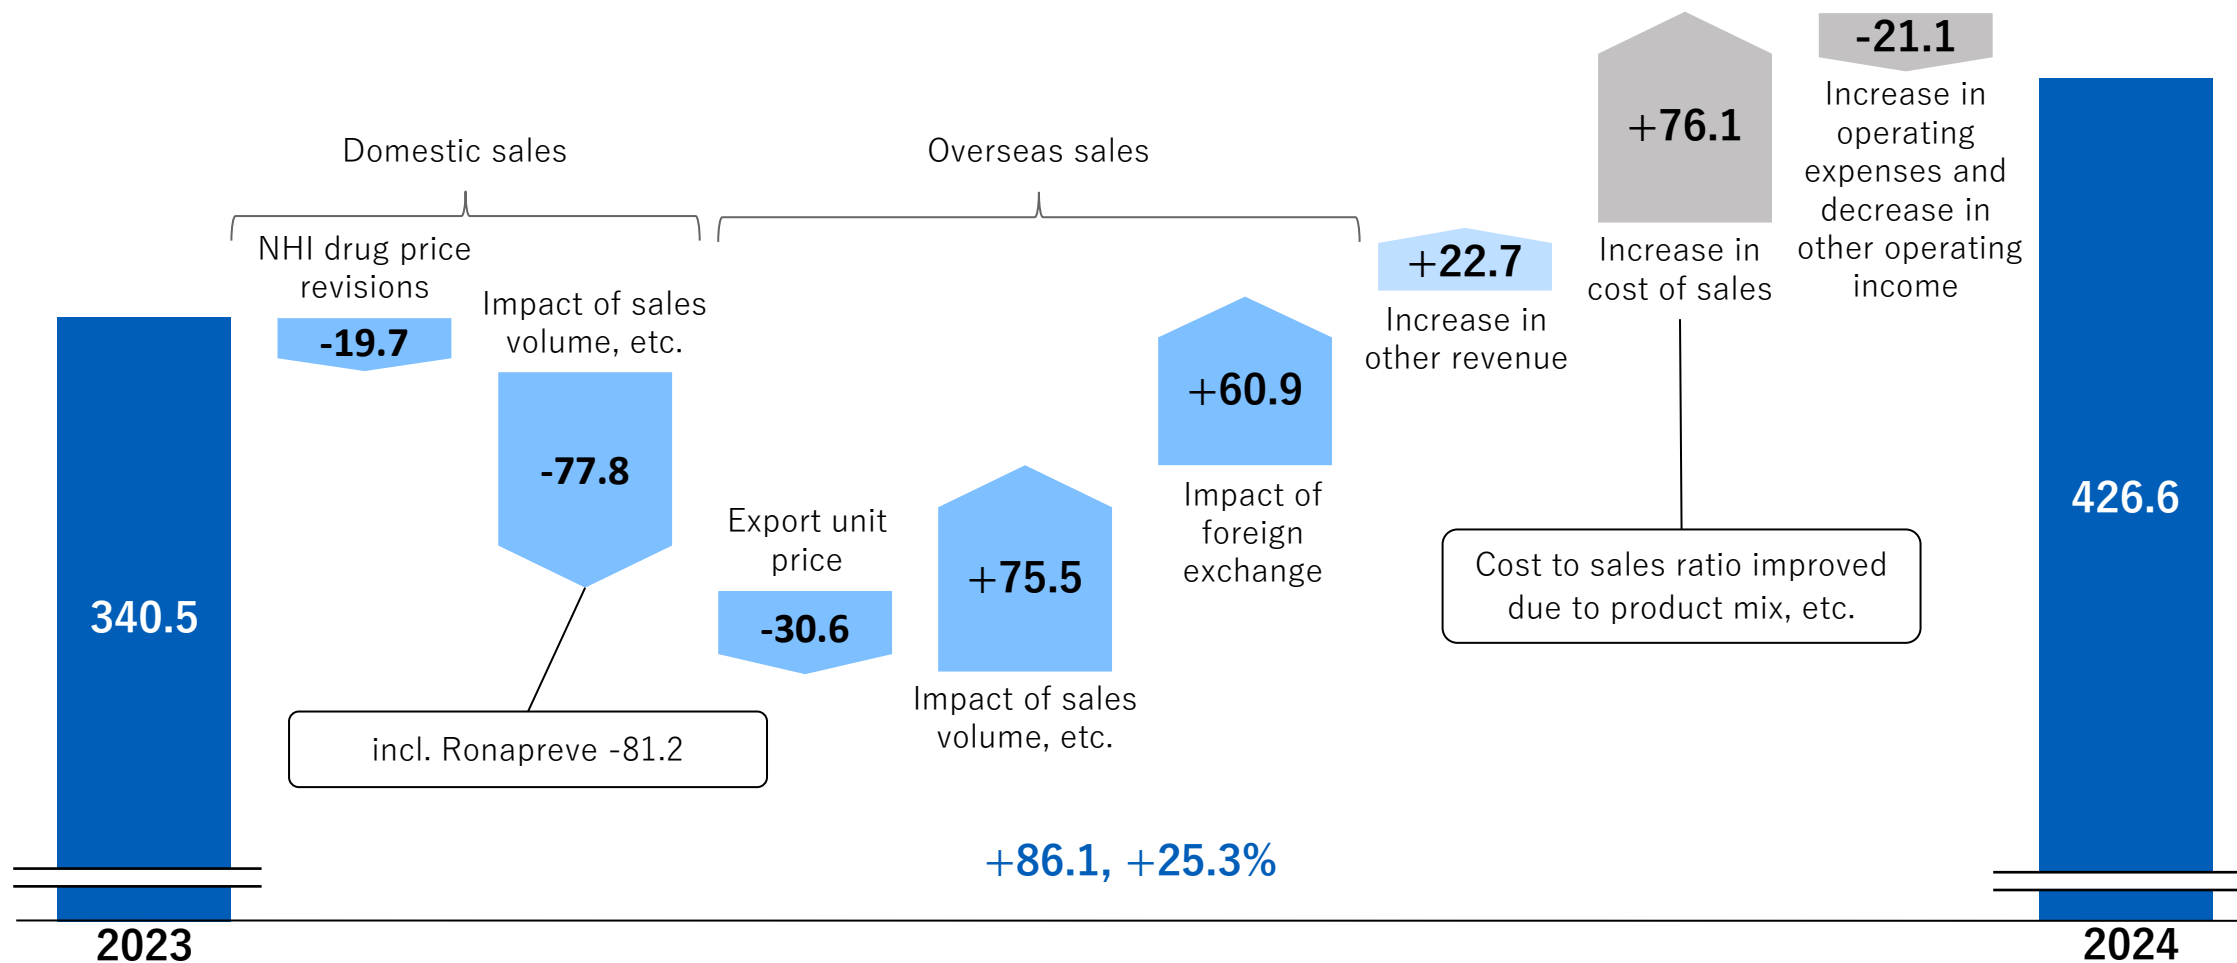 Domestic sales
NHI drug price
revisions
-19.7
Impact of sales
volume, etc.
-77.8
incl. Ronapreve -81.2
Overseas sales
Export unit
price
-30.6
+75.5
Impact of sales
volume, etc.
+60.9
Impact of
foreign
exchange
+22.7
Increase in
other revenue
+76.1
Increase in
cost of sales
Cost to sales ratio improved
due to product mix, etc.
-21.1
Increase in
operating
expenses and
decrease in
other operating
income
340.5
426.6
+86.1, +25.3%
2023
2024